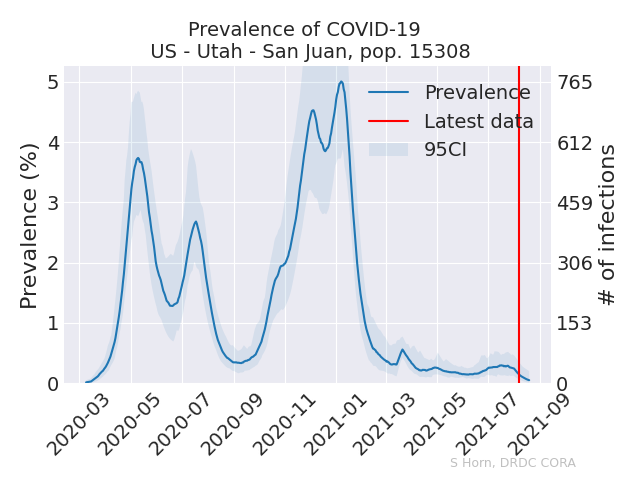 Prevalence of COVID-19
US - Utah - San Juan, pop. 15308
Prevalence (%)
5
4
3
2
1
0
Prevalence
Latest data
95CI
765
612
459
306
153
0
# of infections
2020-03
2020-05
2020-07
2020-09
2020-11
2021-01
2021-03
2021-05
2021-07
2021-09
S Horn, DRDC CORA